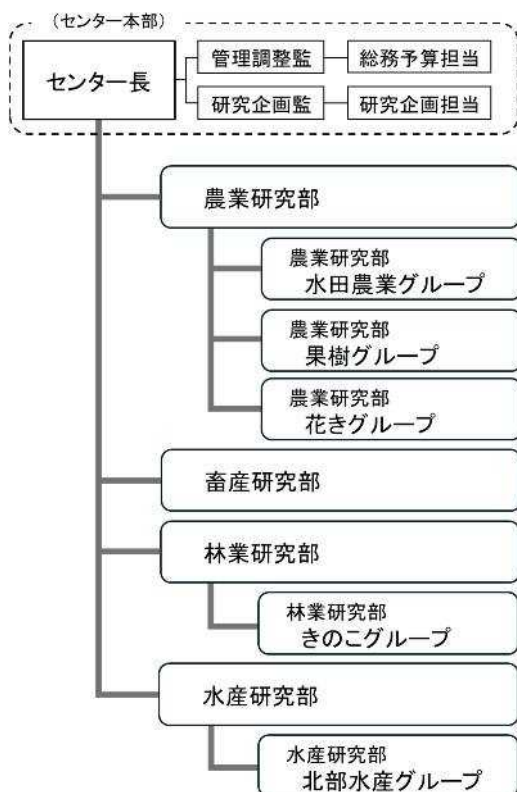 （センター本部）
センター長
管理調整監
総務予算担当
研究企画監
研究企画担当
農業研究部
農業研究部
水田農業グループ
農業研究部
果樹グループ
農業研究部
花きグループ
畜産研究部
林業研究部
林業研究部
きのこグループ
水産研究部
水産研究部
北部水産グループ